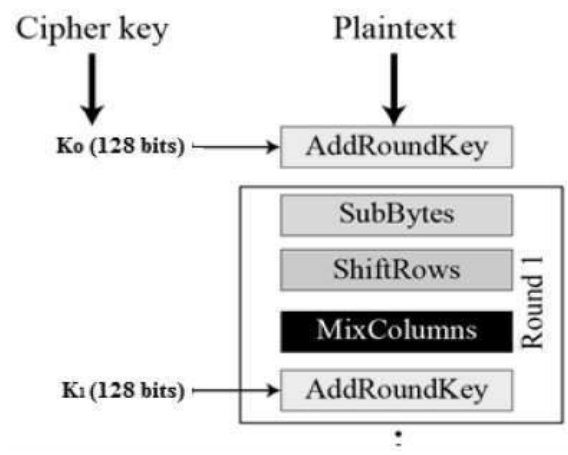 Cipher key
Plaintext
K0 (128 bits)
AddRoundKey
SubBytes
ShiftRows
MixColumns
Round 1
K1 (128 bits)
AddRoundKey
: